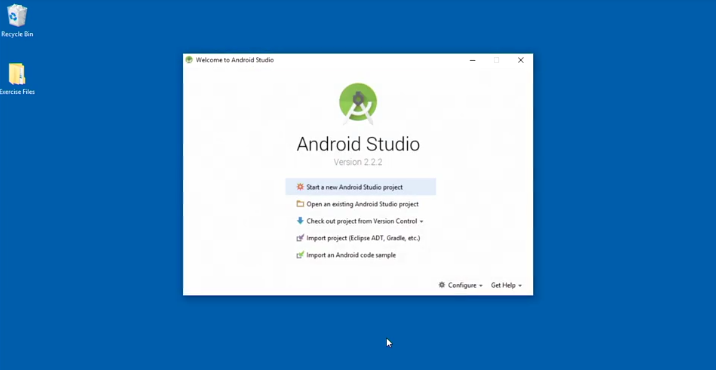 Recycle Bin
Exercise Files
Welcome to Android Studio
Android Studio
Version 2.2.2
Start a new Android Studio project
Open an existing Android Studio project
Check out project from Version Control
Import project (Eclipse ADT, Gradle, etc.)
Import an Android code sample
Configure
Get Help